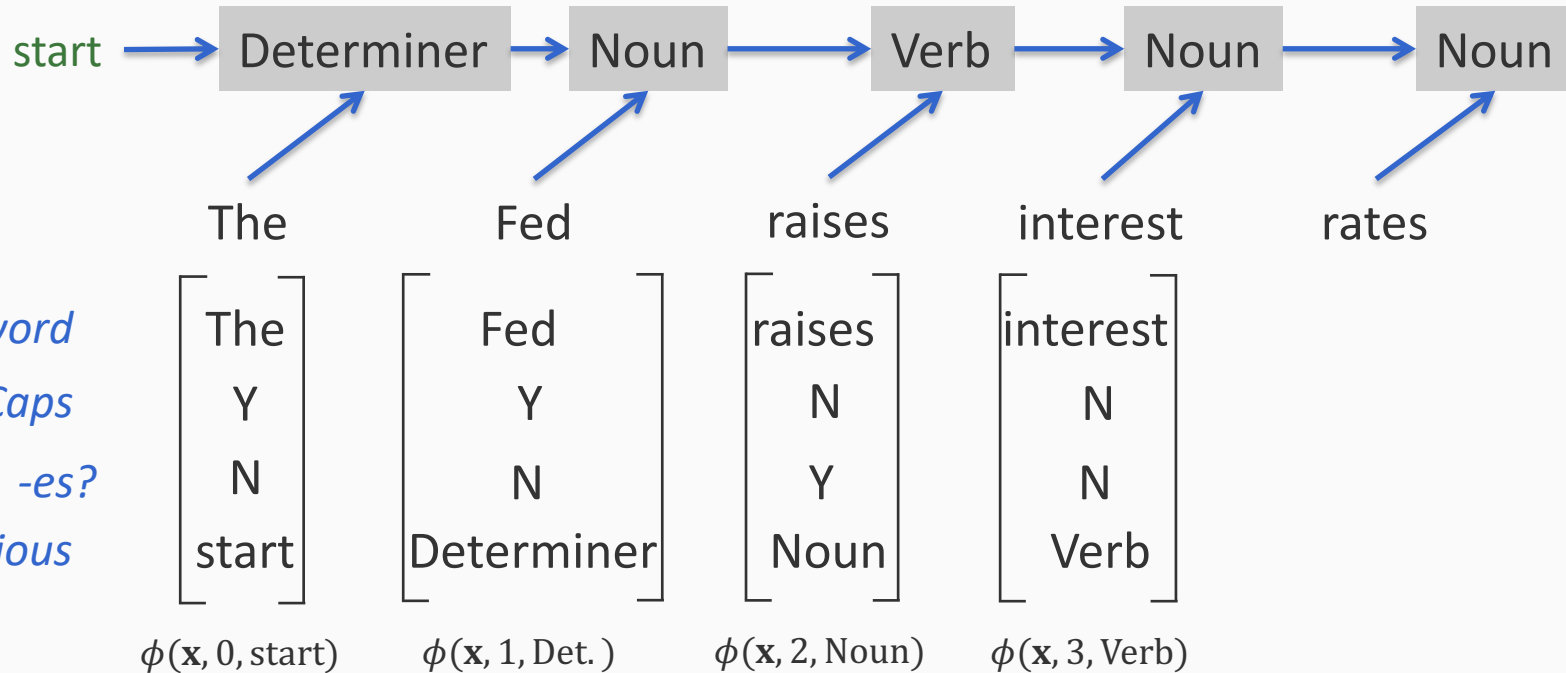 start Determiner Noun Verb Noun Noun
The Fed raises interest rates
The Fed raises interest
Y Y N N
-es? N N Y N
start Determiner Noun Verb
ϕ(x, 0, start) ϕ(x, 1, Det. ) ϕ(x, 2, Noun) ϕ(x, 3, Verb)